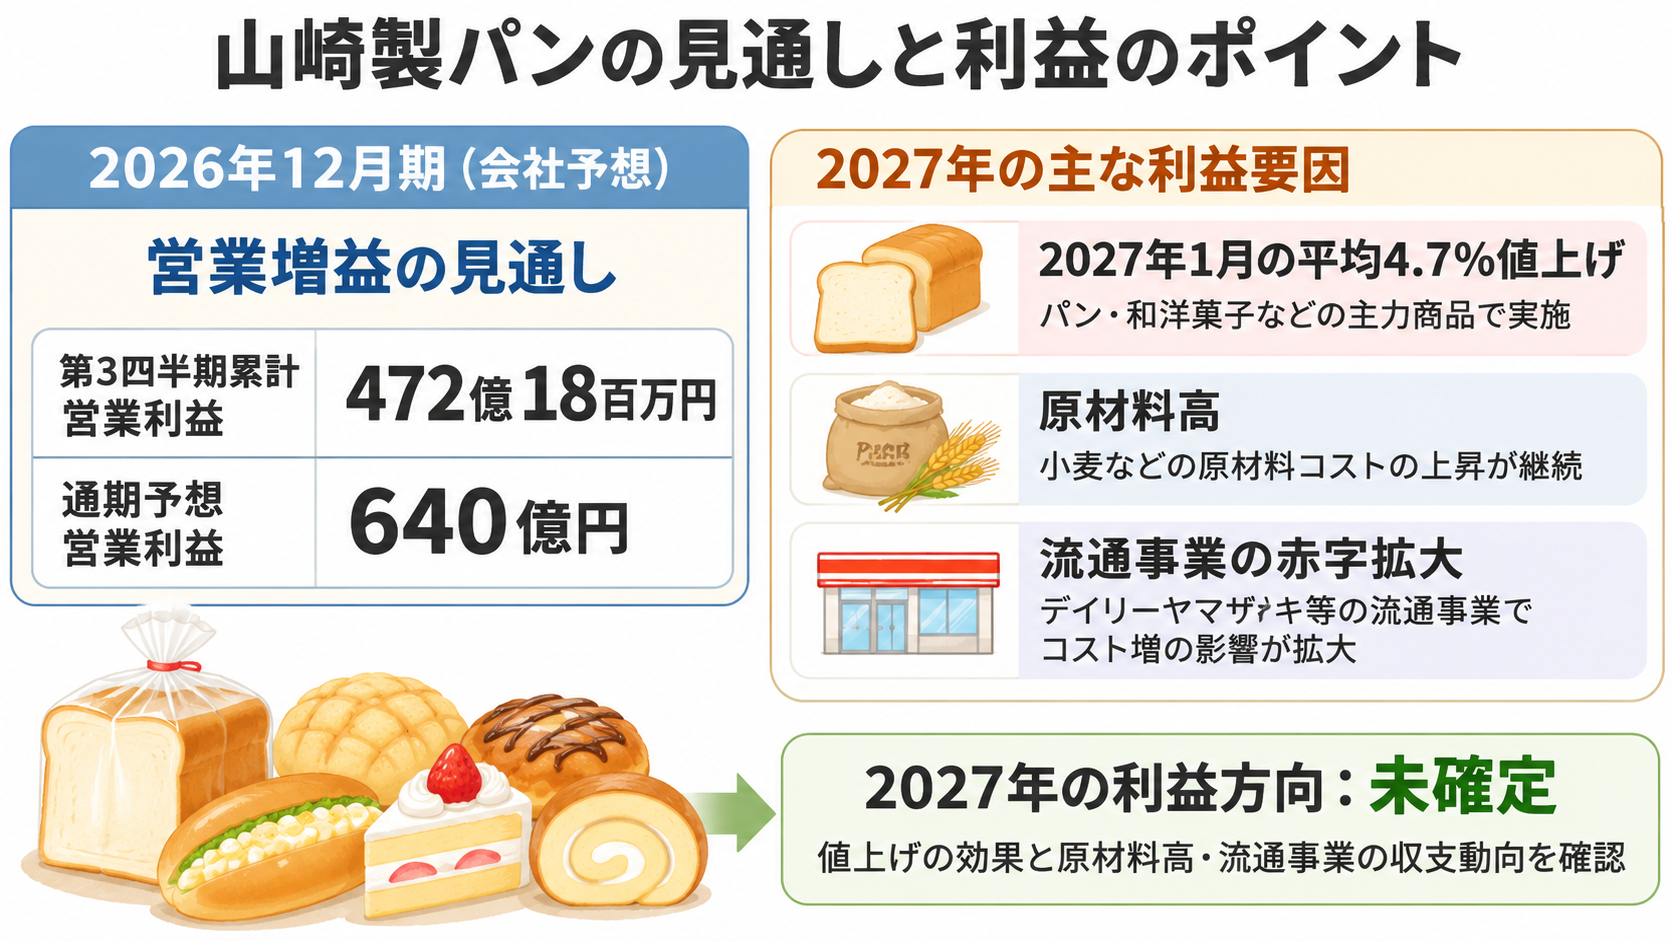 山崎製パンの見通しと利益のポイント
2026年12月期（会社予想）
営業増益の見通し
第3四半期累計
営業利益
472億18百万円
通期予想
営業利益
640億円
2027年の主な利益要因
2027年1月の平均4.7%値上げ
パン・和洋菓子などの主力商品で実施
原材料高
小麦などの原材料コストの上昇が継続
流通事業の赤字拡大
デイリーヤマザキ等の流通事業で
コスト増の影響が拡大
2027年の利益方向：未確定
値上げの効果と原材料高・流通事業の収支動向を確認